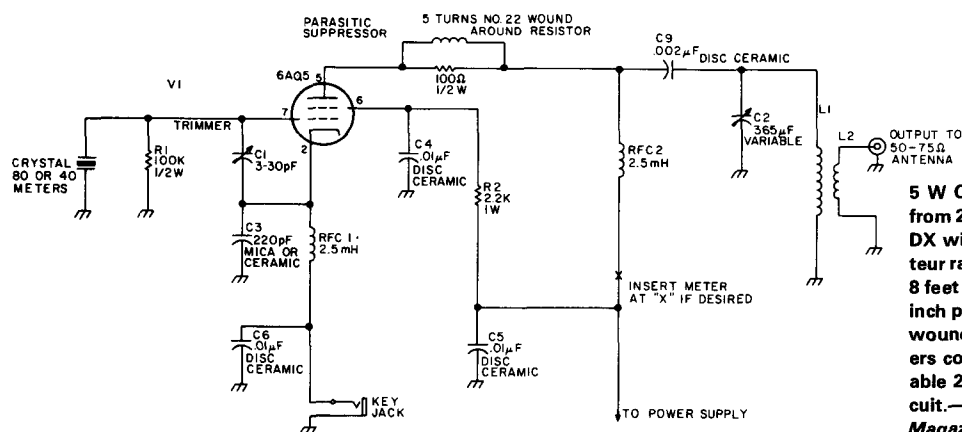 PARASITIC
SUPPRESSOR
5 TURNS NO.22 WOUND
AROUND RESISTOR
100Ω
1/2W
C9
.002μF
DISC CERAMIC
V1
6AQ5
5
6
7
2
TRIMMER
CRYSTAL
80 OR 40
METERS
R1
100K
1/2W
C1
3-30pF
C3
220pF
MICA OR
CERAMIC
RFC 1
2.5mH
C4
.01μF
DISC
CERAMIC
R2
2.2K
1W
RFC 2
2.5mH
C2
365μF
VARIABLE
L1
L2
OUTPUT TO
50-75Ω
ANTENNA
INSERT METER
AT "X" IF DESIRED
X
C6
.01μF
DISC
CERAMIC
C5
.01μF
DISC
CERAMIC
KEY
JACK
TO POWER SUPPLY
5 W C
from 2
DX wi
teur ra
8 feet
inch p
wound
ers co
able 2
cuit.—
Magaz